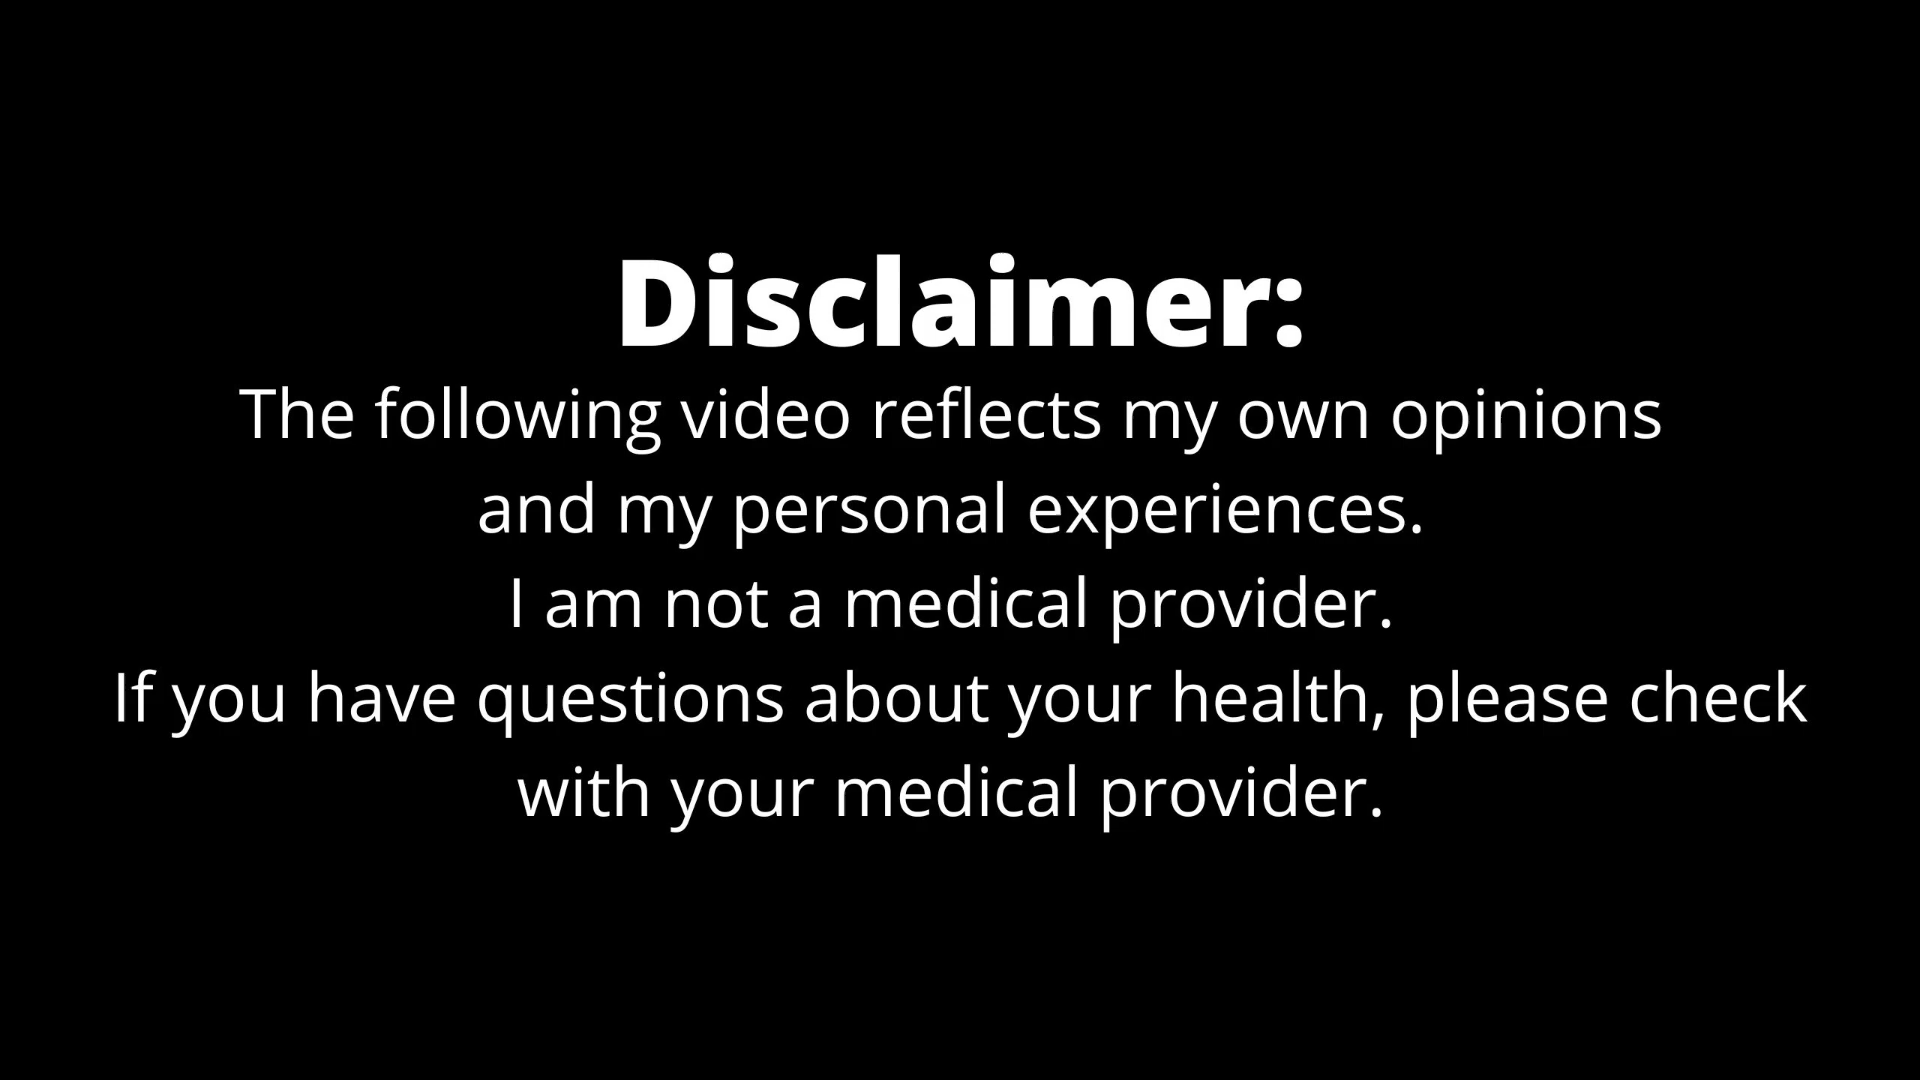 Disclaimer:
The following video reflects my own opinions
and my personal experiences.
I am not a medical provider.
If you have questions about your health, please check
with your medical provider.